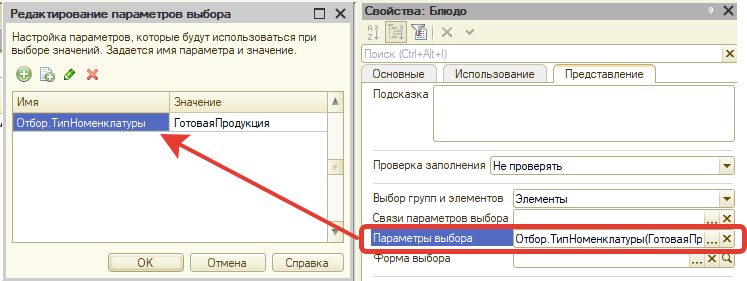 Редактирование параметров выбора
Настройка параметров, которые будут использоваться при
выборе значений. Задается имя параметра и значение.
Имя
Значение
Отбор.ТипНоменклатуры
ГотоваяПродукция
ОК
Отмена
Справка
Свойства: Блюдо
Поиск (Ctrl+Alt+I)
Основные
Использование
Представление
Подсказка
Проверка заполнения
Не проверять
Выбор групп и элементов
Элементы
Связи параметров выбора
...
Параметры выбора
Отбор.ТипНоменклатуры(ГотоваяПр
...
Форма выбора
...